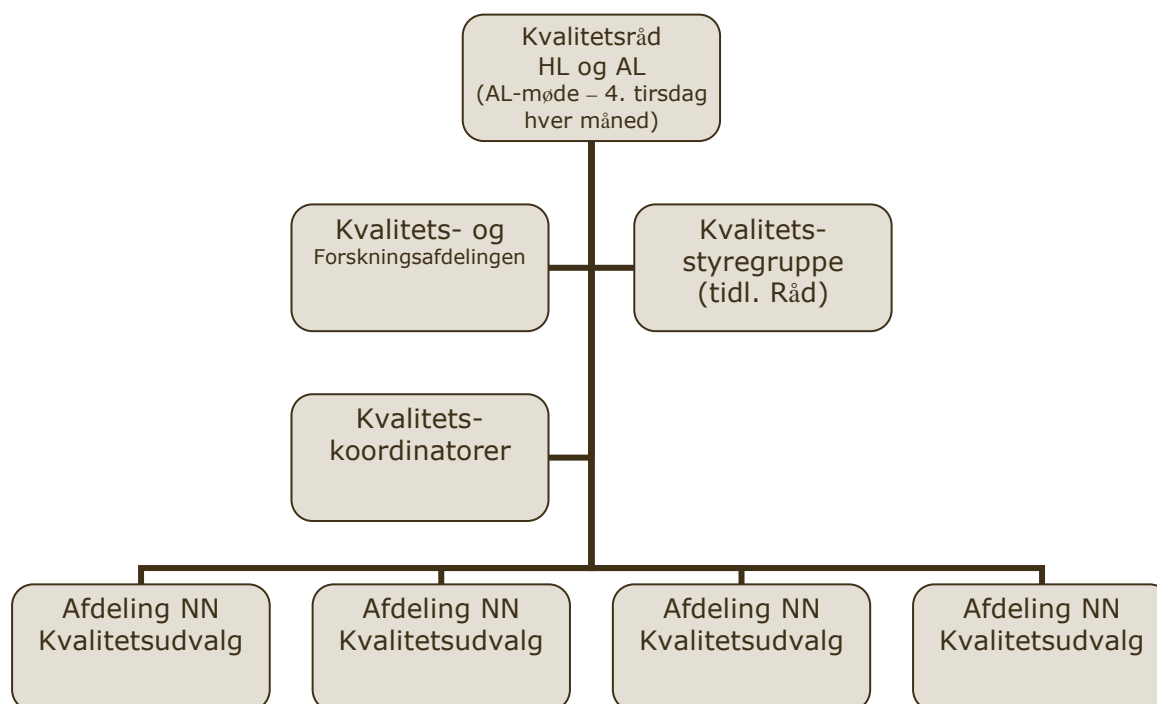 Kvalitetsråd
HL og AL
(AL-møde – 4. tirsdag
hver måned)
Kvalitets- og
Forskningsafdelingen
Kvalitets-
styregruppe
(tidl. Råd)
Kvalitets-
koordinatorer
Afdeling NN
Kvalitetsudvalg
Afdeling NN
Kvalitetsudvalg
Afdeling NN
Kvalitetsudvalg
Afdeling NN
Kvalitetsudvalg